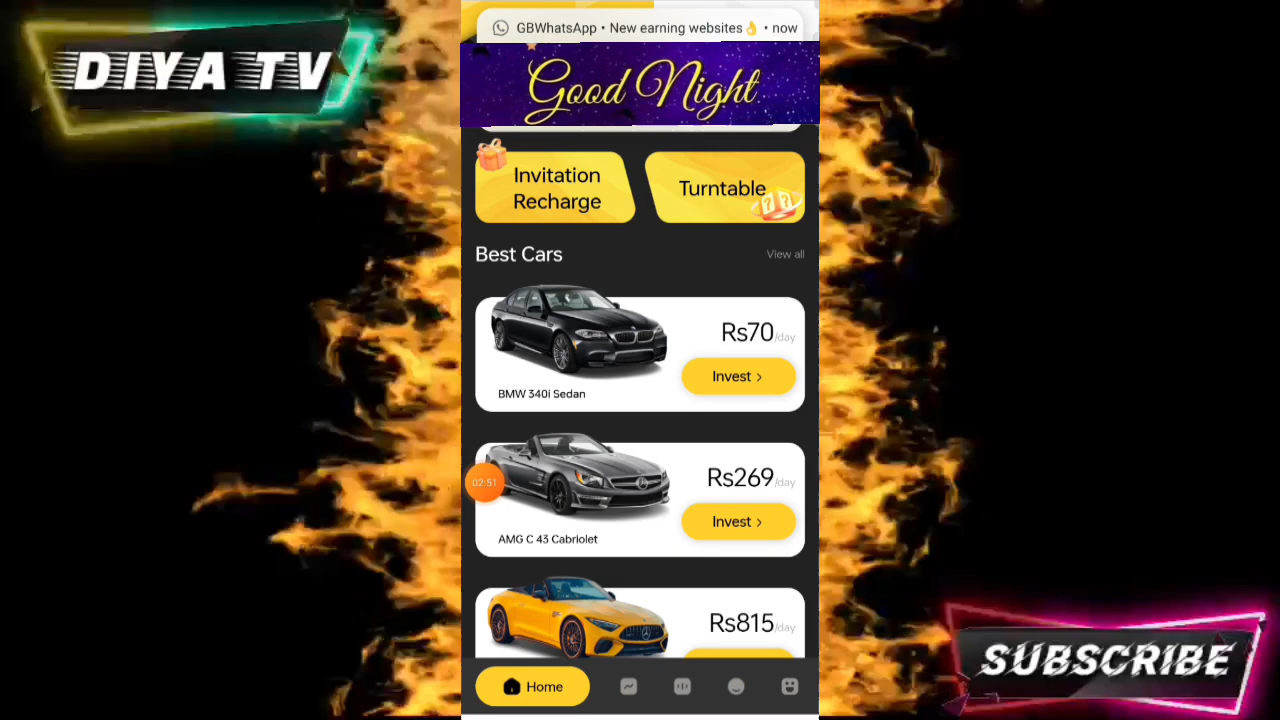 DIYA TV
GBWhatsApp • New earning websites👌 • now
Good Night
Invitation
Recharge
Turntable
? ?
Best Cars
View all
Rs70/day
Invest >
BMW 340i Sedan
Rs269/day
02:51
Invest >
AMG C 43 Cabriolet
Rs815/day
Home
SUBSCRIBE